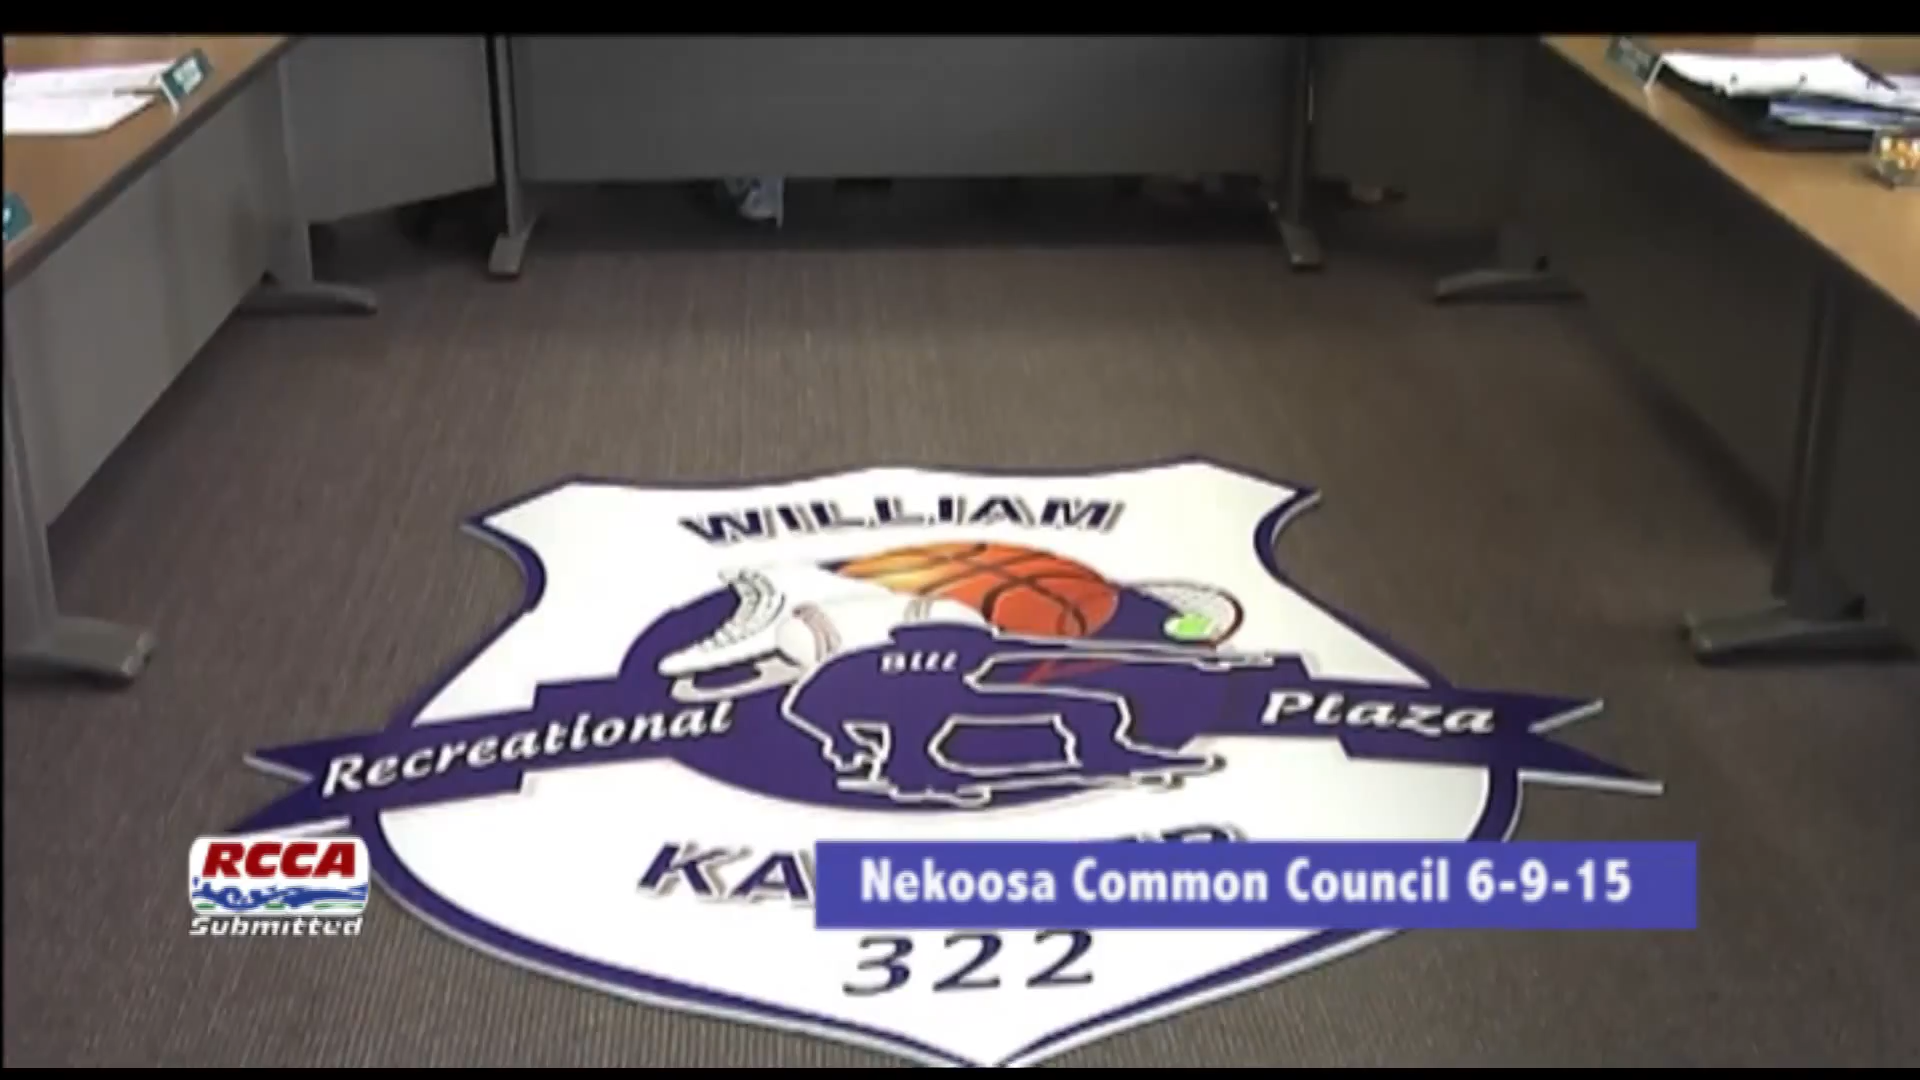 WILLIAM
Bill
Recreational Plaza
322
RCCA
Submitted
Nekoosa Common Council 6-9-15